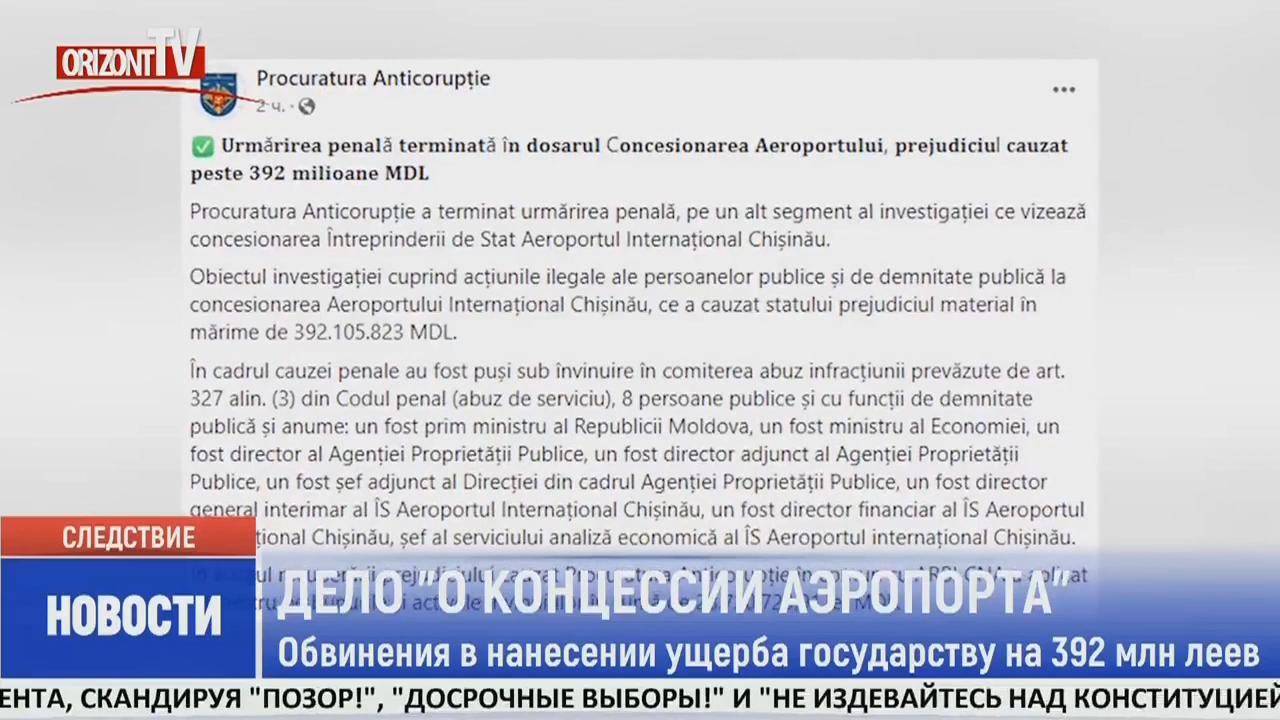 ORIZONT TV
Procuratura Anticorupție
2 ч.
✅ Urmărirea penală terminată în dosarul Concesionarea Aeroportului, prejudiciul cauzat
peste 392 milioane MDL
Procuratura Anticorupție a terminat urmărirea penală, pe un alt segment al investigației ce vizează
concesionarea Întreprinderii de Stat Aeroportul Internațional Chișinău.
Obiectul investigației cuprind acțiunile ilegale ale persoanelor publice și de demnitate publică la
concesionarea Aeroportului Internațional Chișinău, ce a cauzat statului prejudiciul material în
mărime de 392.105.823 MDL.
În cadrul cauzei penale au fost puși sub învinuire în comiterea abuz infracțiunii prevăzute de art.
327 alin. (3) din Codul penal (abuz de serviciu), 8 persoane publice și cu funcții de demnitate
publică și anume: un fost prim ministru al Republicii Moldova, un fost ministru al Economiei, un
fost director al Agenției Proprietății Publice, un fost director adjunct al Agenției Proprietății
Publice, un fost șef adjunct al Direcției din cadrul Agenției Proprietății Publice, un fost director
general interimar al ÎS Aeroportul Internațional Chișinău, un fost director financiar al ÎS Aeroportul
Chișinău, șef al serviciului analiză economică al ÎS Aeroportul internațional Chișinău.
СЛЕДСТВИЕ
НОВОСТИ
ДЕЛО "О КОНЦЕССИИ АЭРОПОРТА"
Обвинения в нанесении ущерба государству на 392 млн леев
ЕНТА, СКАНДИРУЯ "ПОЗОР!", "ДОСРОЧНЫЕ ВЫБОРЫ!" И "НЕ ИЗДЕВАЙТЕСЬ НАД КОНСТИТУЦИЕЙ